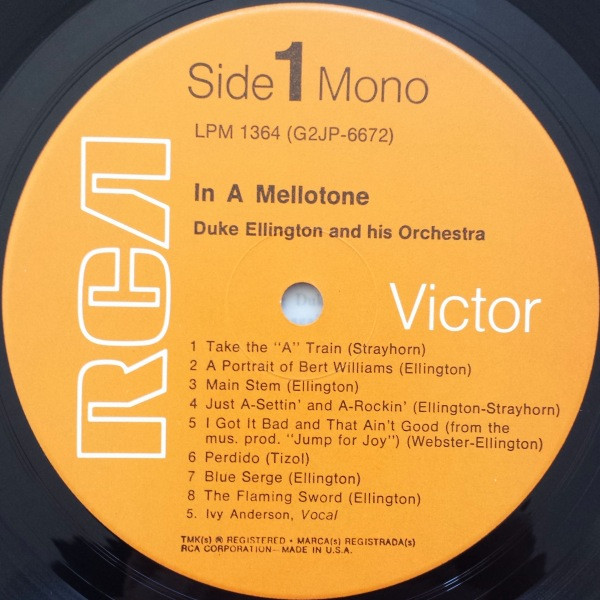 Side 1 Mono
LPM 1364 (G2JP-6672)
In A Mellotone
Duke Ellington and his Orchestra
RCA
Victor
1 Take the "A" Train (Strayhorn)
2 A Portrait of Bert Williams (Ellington)
3 Main Stem (Ellington)
4 Just A-Settin' and A-Rockin' (Ellington-Strayhorn)
5 I Got It Bad and That Ain't Good (from the
mus. prod. "Jump for Joy") (Webster-Ellington)
6 Perdido (Tizol)
7 Blue Serge (Ellington)
8 The Flaming Sword (Ellington)
5. Ivy Anderson, Vocal
TMK(s) ® REGISTERED • MARCA(s) REGISTRADA(s)
RCA CORPORATION—MADE IN U.S.A.